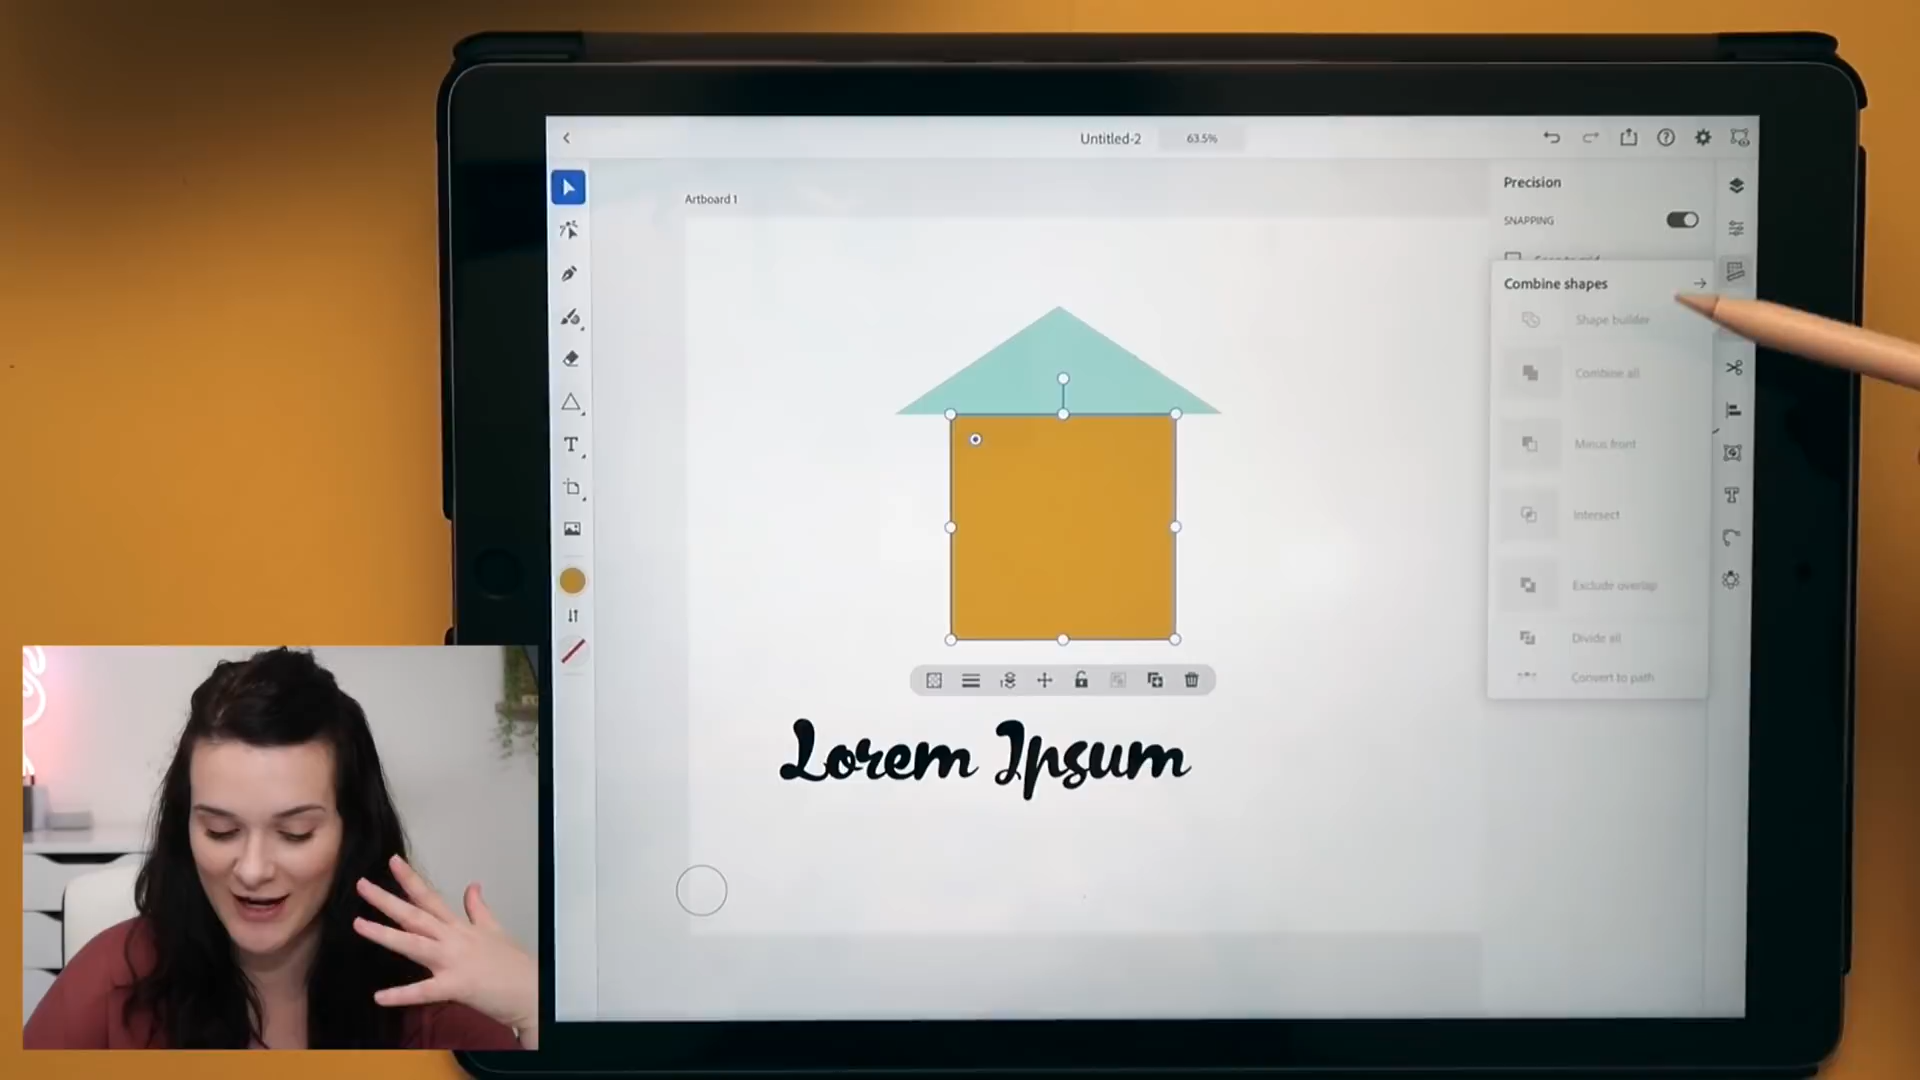 Untitled-2
63.5%
Artboard 1
Precision
SNAPPING
Combine shapes
Shape builder
Combine all
Minus front
Intersect
Exclude overlap
Divide all
Convert to path
Lorem Ipsum